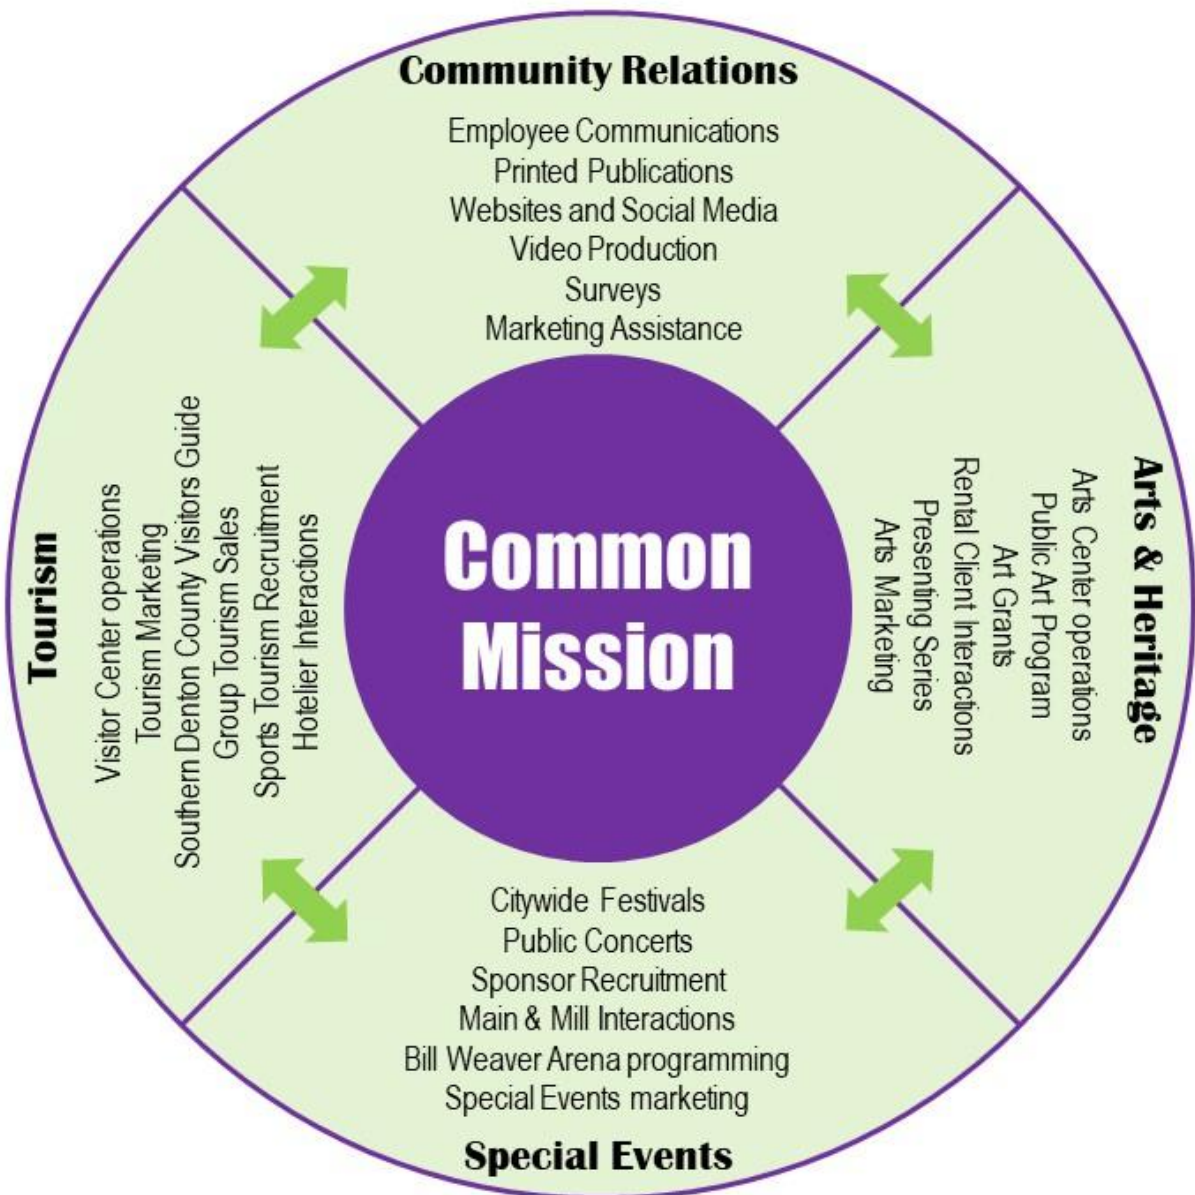 Community Relations
Employee Communications
Printed Publications
Websites and Social Media
Video Production
Surveys
Marketing Assistance
Tourism
Visitor Center operations
Tourism Marketing
Southern Denton County Visitors Guide
Group Tourism Sales
Sports Tourism Recruitment
Hotelier Interactions
Common
Mission
Arts & Heritage
Arts Center operations
Public Art Program
Art Grants
Rental Client Interactions
Presenting Series
Arts Marketing
Citywide Festivals
Public Concerts
Sponsor Recruitment
Main & Mill Interactions
Bill Weaver Arena programming
Special Events marketing
Special Events